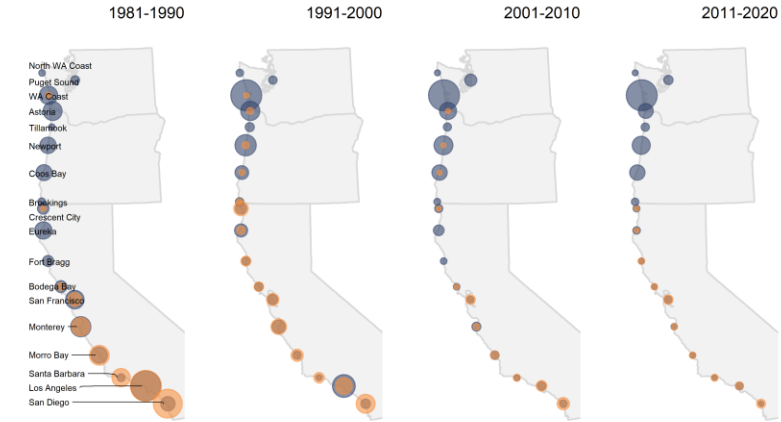 1981-1990
1991-2000
2001-2010
2011-2020
North WA Coast
Puget Sound
WA Coast
Astoria
Tillamook
Newport
Coos Bay
Brookings
Crescent City
Eureka
Fort Bragg
Bodega Bay
San Francisco
Monterey
Morro Bay
Santa Barbara
Los Angeles
San Diego